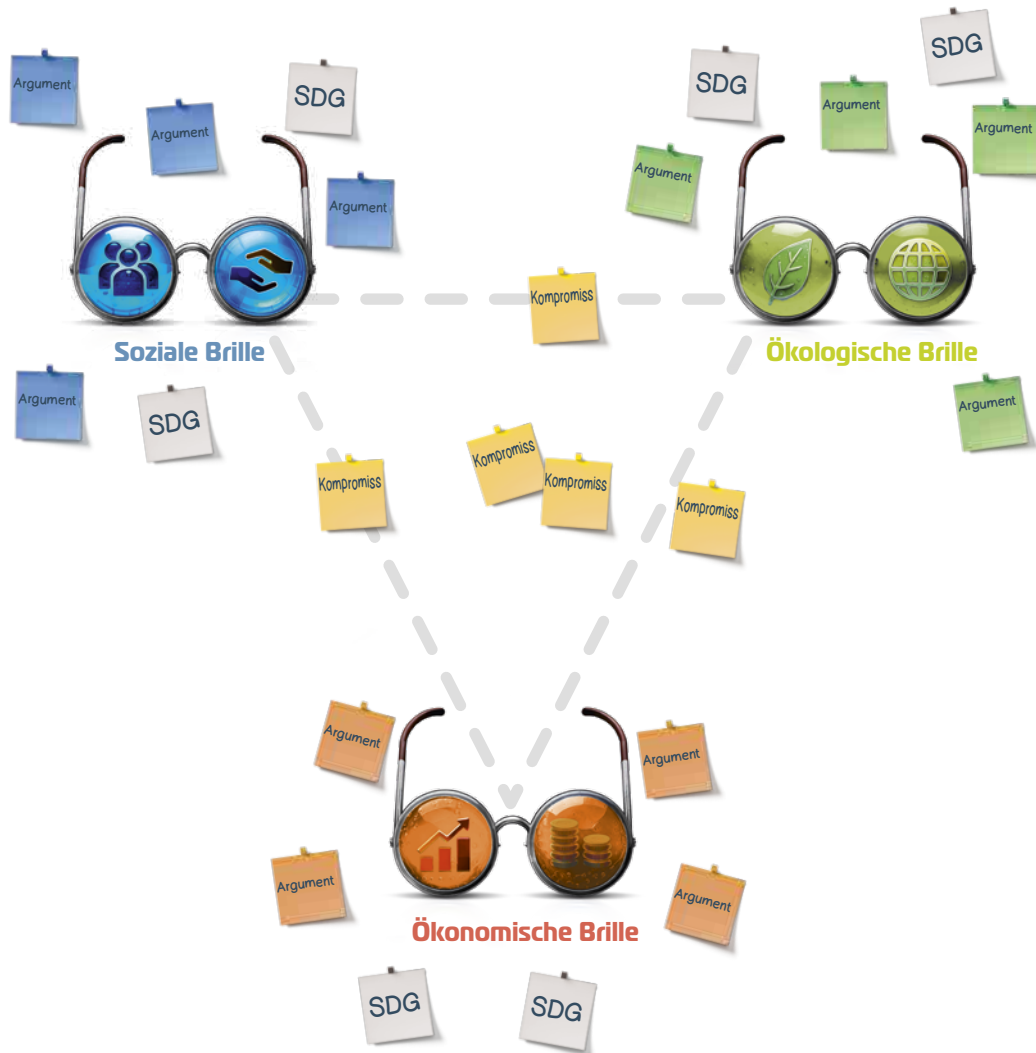 SDG
Argument
SDG
SDG
Argument
Argument
Argument
Argument
Argument
Argument
Kompromiss
Soziale Brille
Ökologische Brille
Argument
SDG
Argument
Kompromiss
Kompromiss
Kompromiss
Kompromiss
Argument
Argument
Argument
Argument
Ökonomische Brille
SDG
SDG